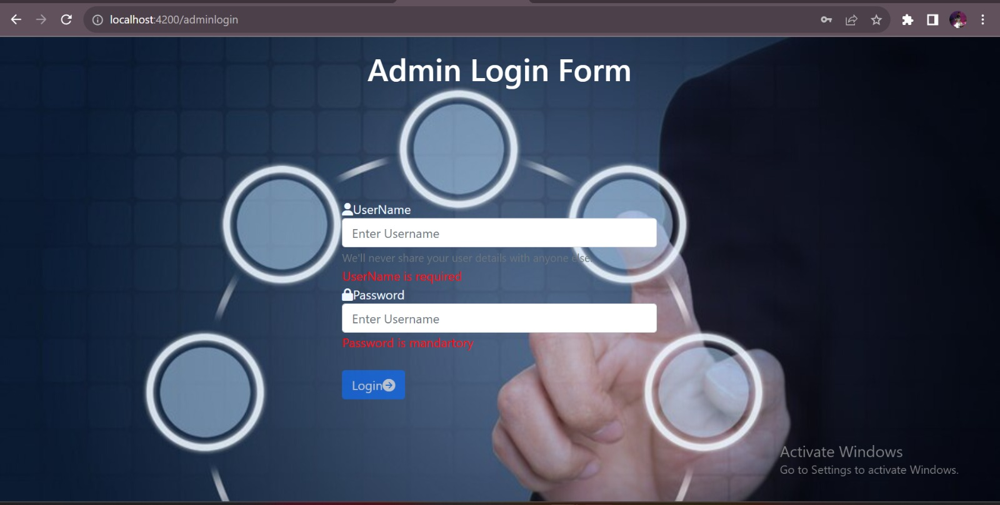 localhost:4200/adminlogin
Admin Login Form
UserName
Enter Username
We'll never share your user details with anyone else.
UserName is required
Password
Enter Username
Password is mandartory
Login
Activate Windows
Go to Settings to activate Windows.